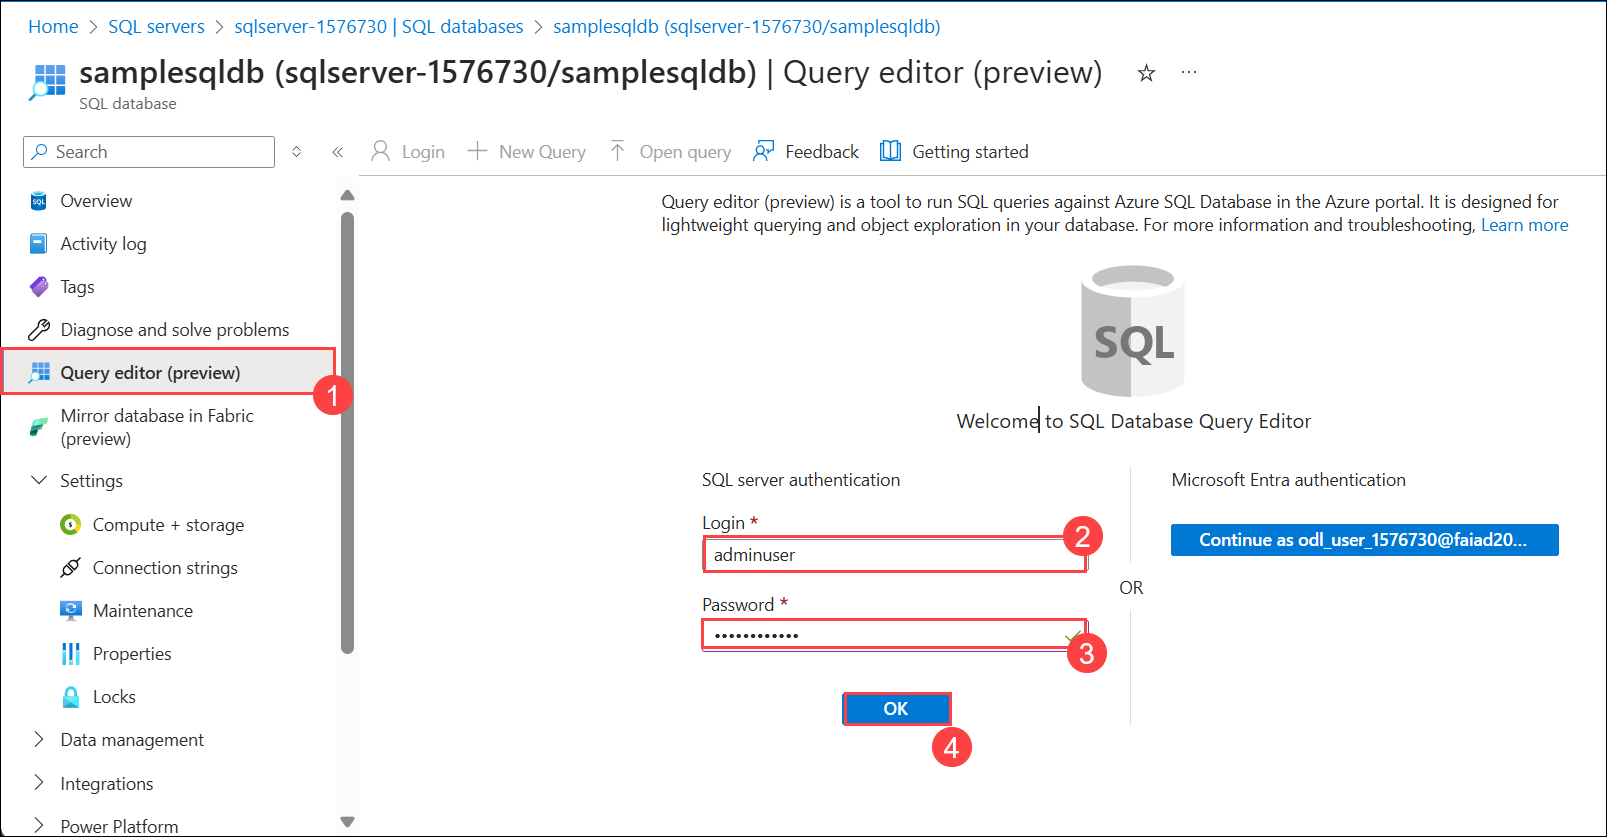 Home > SQL servers > sqlserver-1576730 | SQL databases > samplesqldb (sqlserver-1576730/samplesqldb)
samplesqldb (sqlserver-1576730/samplesqldb) | Query editor (preview)
SQL database
Search
Login
New Query
Open query
Feedback
Getting started
SQL
Overview
Activity log
Tags
Diagnose and solve problems
Query editor (preview)
1
Mirror database in Fabric
(preview)
Settings
Compute + storage
Connection strings
Maintenance
Properties
Locks
Data management
Integrations
Power Platform
Query editor (preview) is a tool to run SQL queries against Azure SQL Database in the Azure portal. It is designed for
lightweight querying and object exploration in your database. For more information and troubleshooting, Learn more
SQL
Welcome to SQL Database Query Editor
SQL server authentication
Login *
2
adminuser
Password *
••••••••••••
3
OK
4
OR
Microsoft Entra authentication
Continue as odl_user_1576730@faiad20...